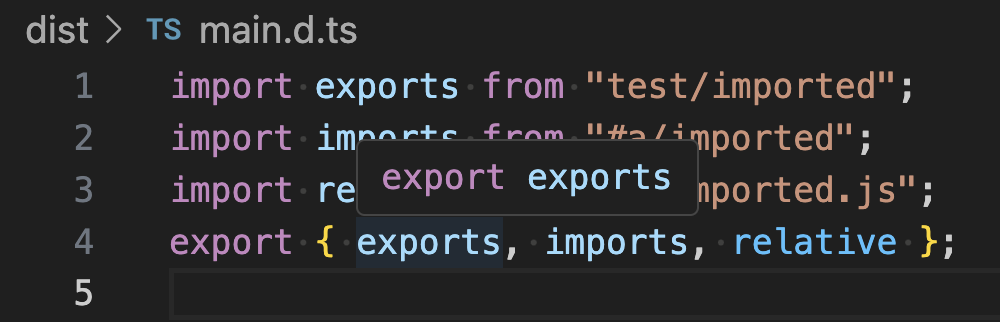 dist > TS main.d.ts
1 import exports from "test/imported";
2 import imports from "#a/imported";
3 import re mported.js";
export exports
4 export { exports, imports, relative };
5